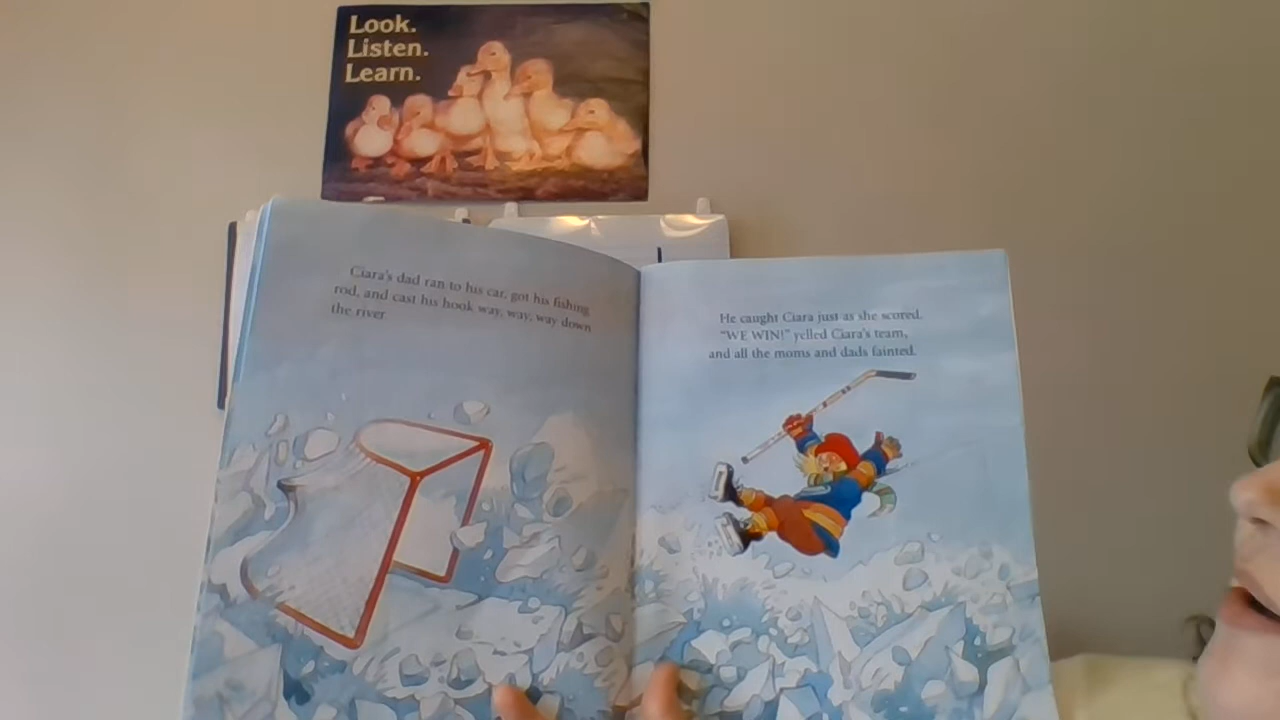 Look.
Listen.
Learn.
Ciara's dad ran to his car, got his fishing
rod, and cast his hook way, way, way down
the river.
He caught Ciara just as she scored.
"WE WIN!" yelled Ciara's team,
and all the moms and dads fainted.